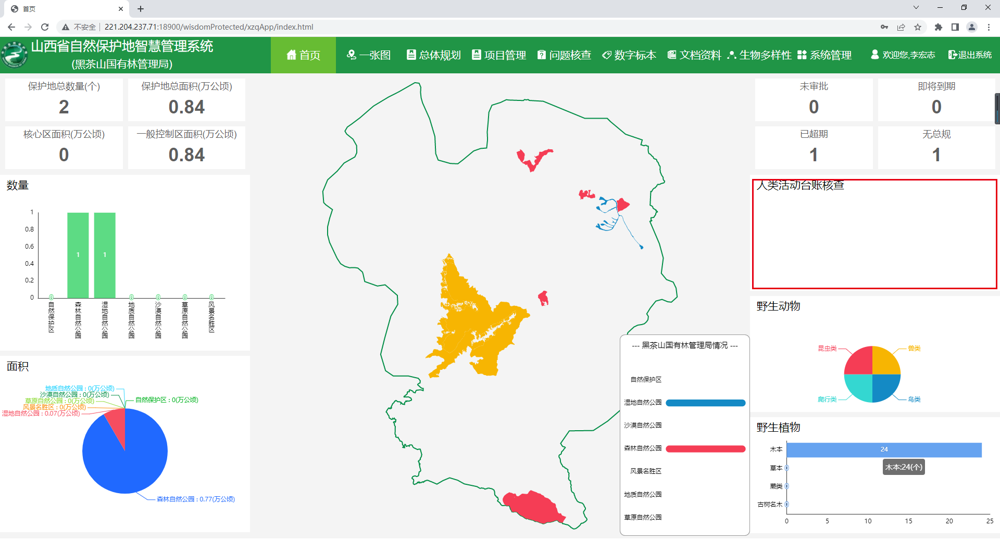 首页
不安全
221.204.237.71:18900/wisdomProtected/xzqApp/index.html
山西省自然保护地智慧管理系统
(黑茶山国有林管理局)
首页
一张图
总体规划
项目管理
问题核查
数字标本
文档资料
生物多样性
系统管理
欢迎您,李宏志
退出系统
保护地总数量(个)
2
保护地总面积(万公顷)
0.84
核心区面积(万公顷)
0
一般控制区面积(万公顷)
0.84
数量
1
0.8
0.6
0.4
0.2
0
1
1
0
0
0
0
0
自然保护区
森林自然公园
湿地自然公园
地质自然公园
沙漠自然公园
草原自然公园
风景名胜区
面积
地质自然公园 : 0(万公顷)
沙漠自然公园 : 0(万公顷)
草原自然公园 : 0(万公顷)
风景名胜区 : 0(万公顷)
湿地自然公园 : 0.07(万公顷)
自然保护区 : 0(万公顷)
森林自然公园 : 0.77(万公顷)
--- 黑茶山国有林管理局情况 ---
自然保护区
湿地自然公园
沙漠自然公园
森林自然公园
风景名胜区
地质自然公园
草原自然公园
未审批
0
即将到期
0
已超期
1
无总规
1
人类活动台账核查
野生动物
昆虫类
兽类
爬行类
鸟类
野生植物
木本
24
木本:24(个)
草本
0
蕨类
0
古树名木
0
0
5
10
15
20
25